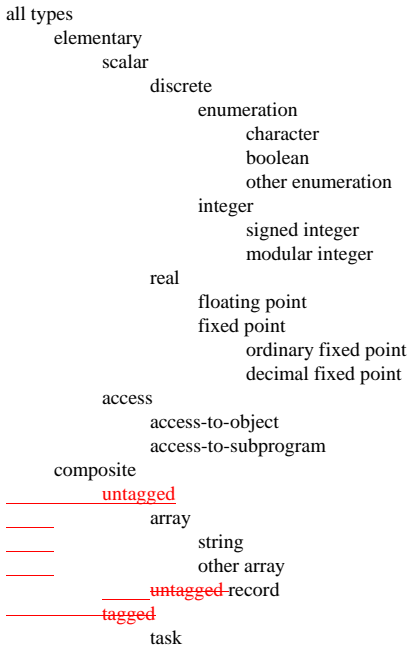 all types
elementary
scalar
discrete
enumeration
character
boolean
other enumeration
integer
signed integer
modular integer
real
floating point
fixed point
ordinary fixed point
decimal fixed point
access
access-to-object
access-to-subprogram
composite
untagged
array
string
other array
untagged record
tagged
task